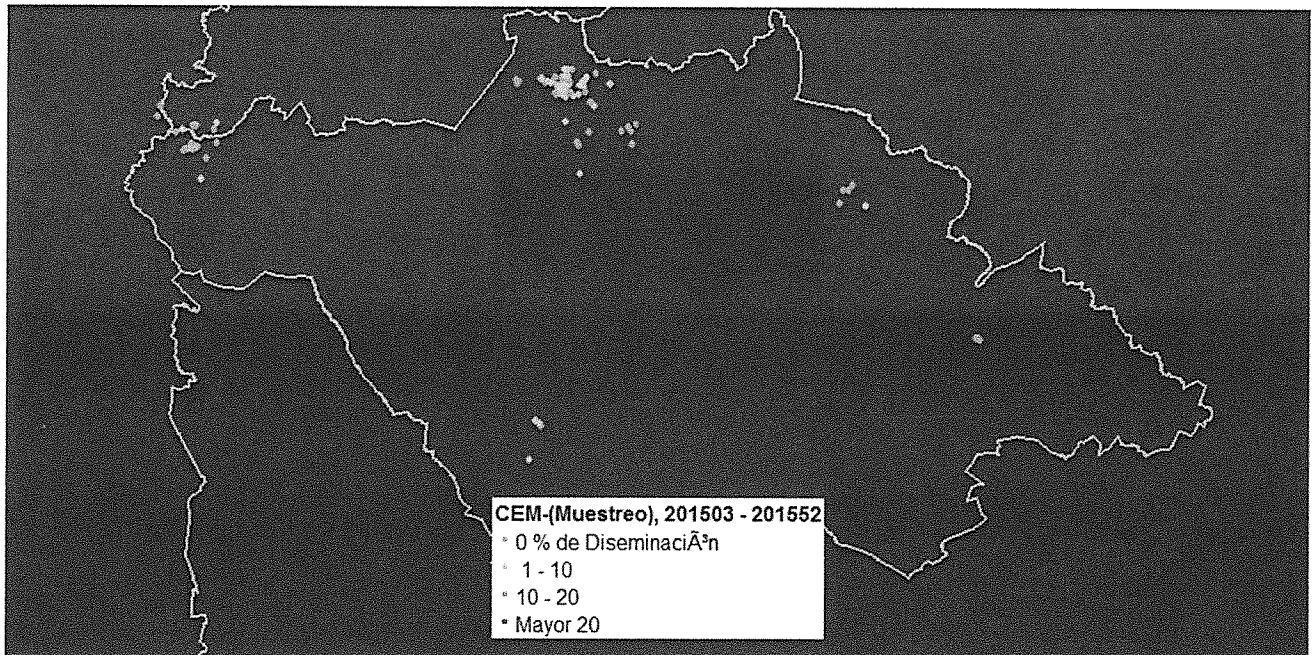 CEM-(Muestreo), 201503 - 201552
0 % de DiseminaciÃ³n
1 - 10
10 - 20
Mayor 20